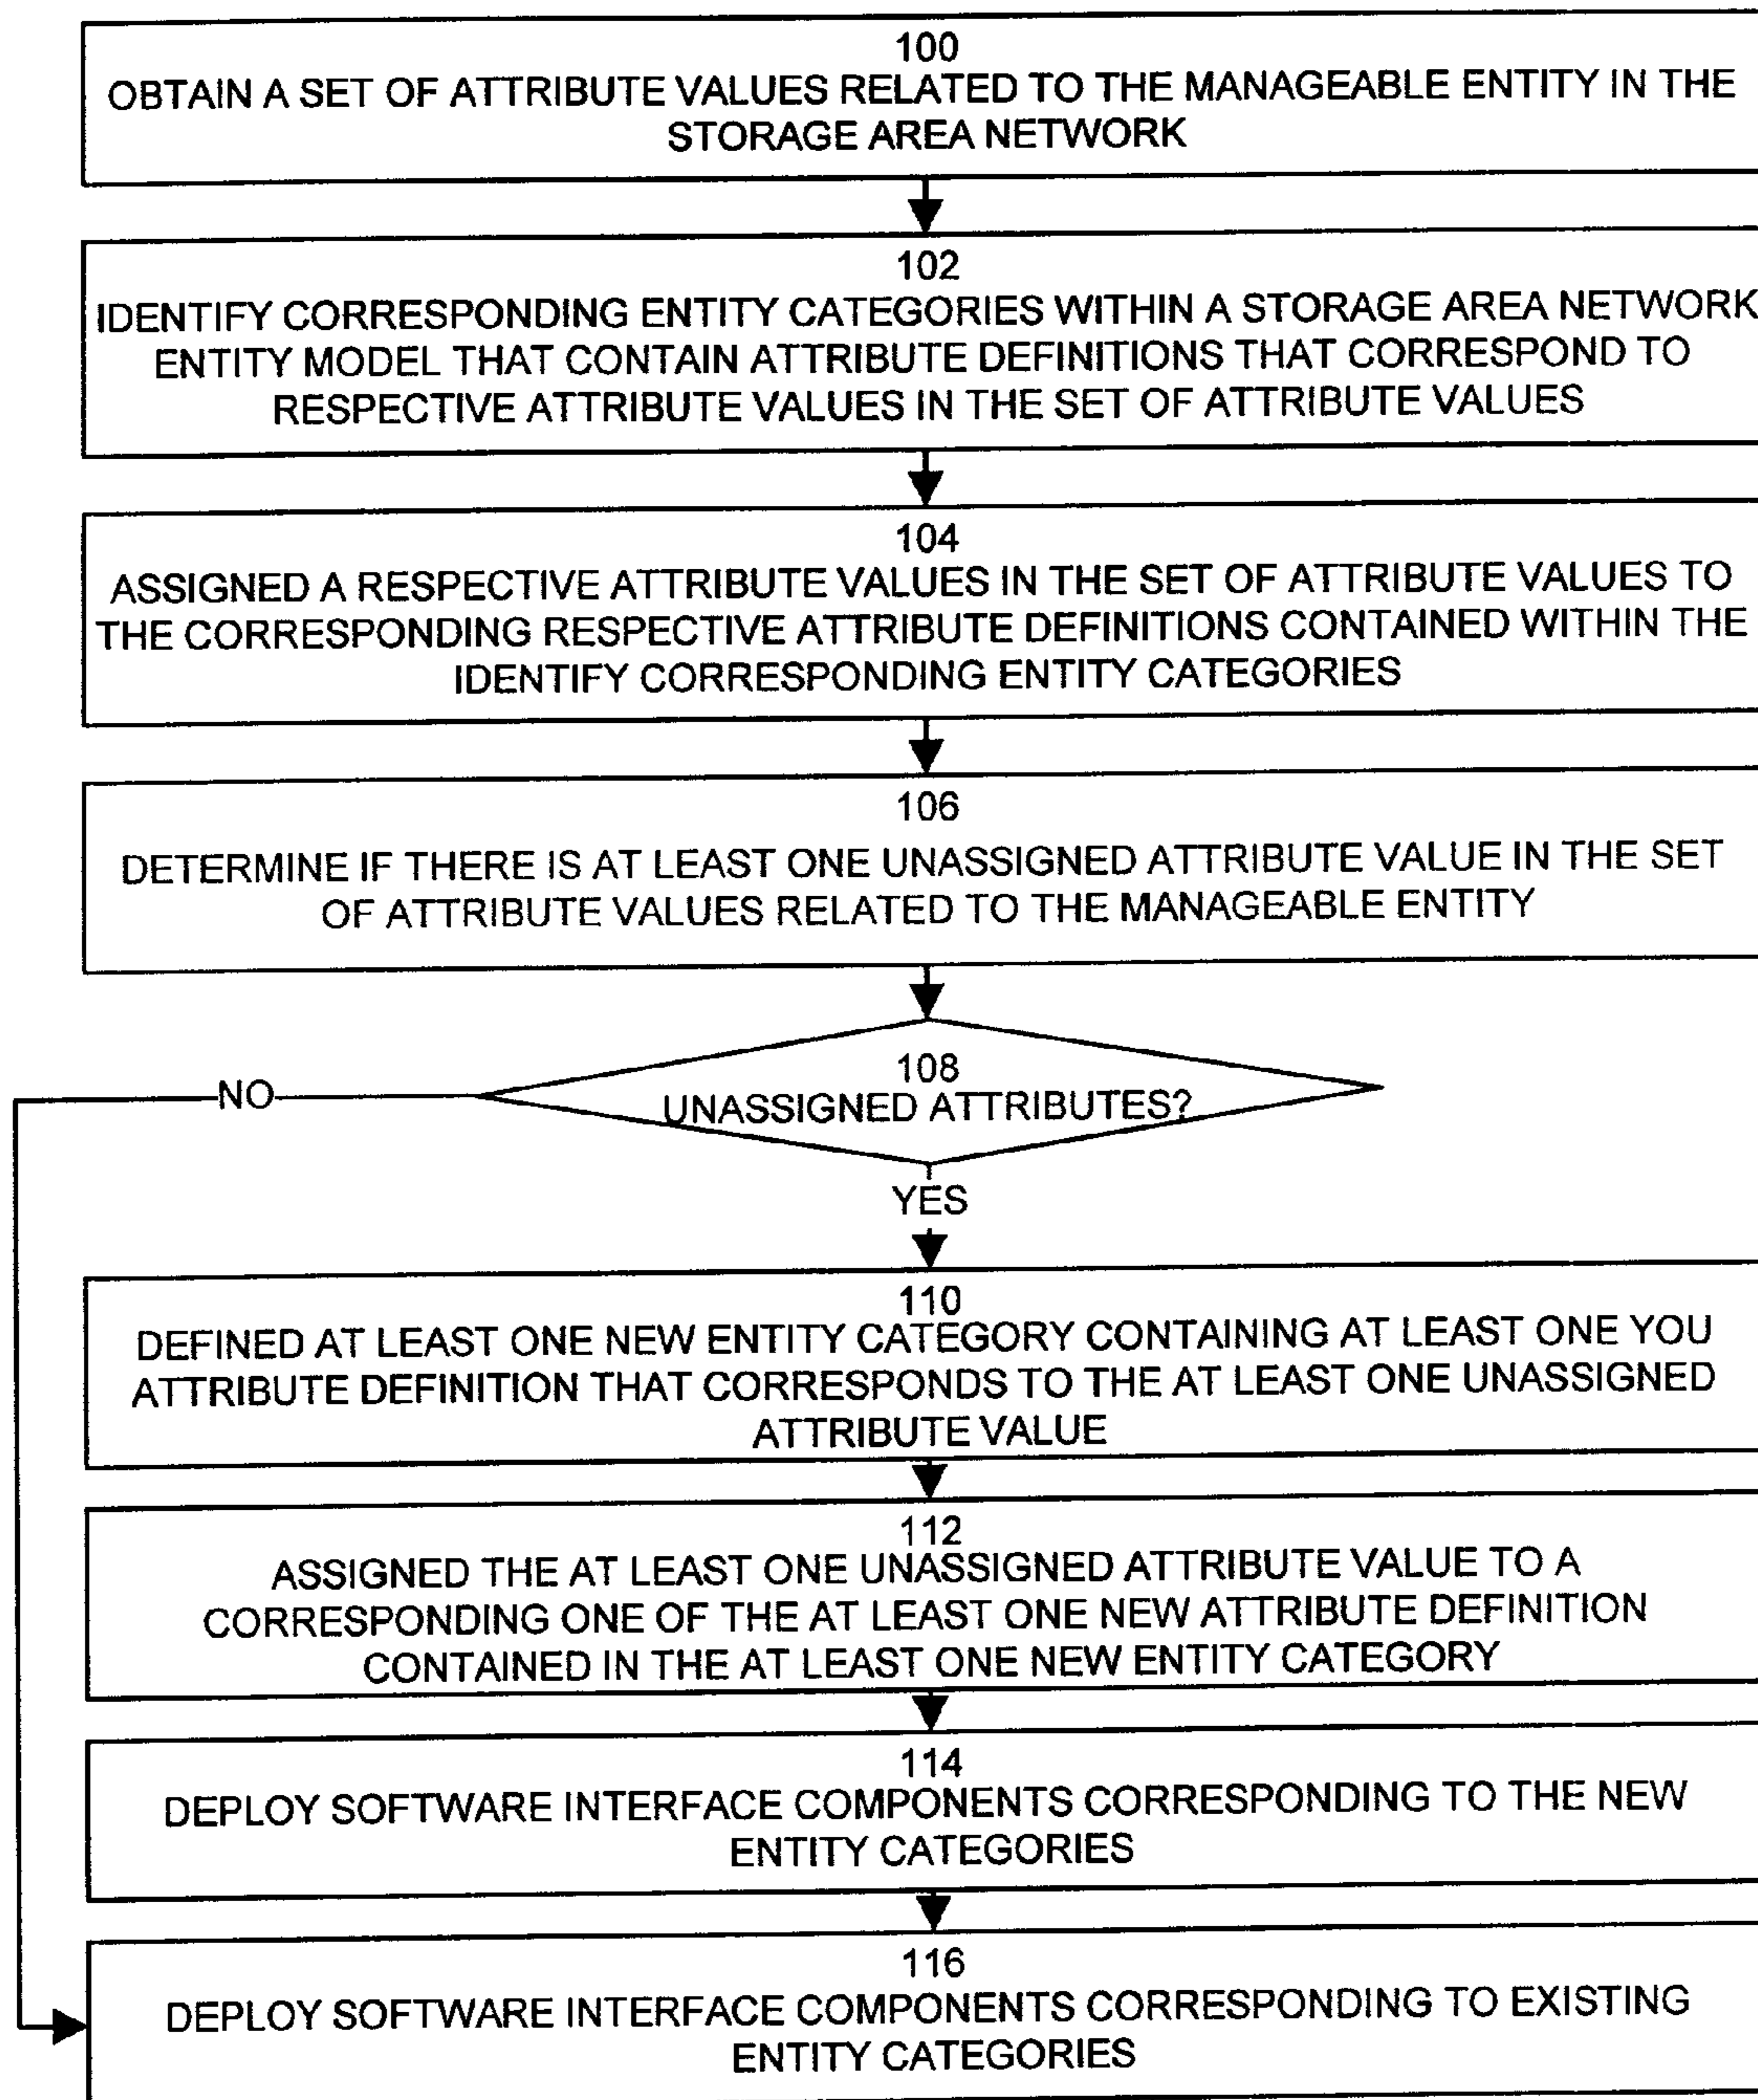 100
OBTAIN A SET OF ATTRIBUTE VALUES RELATED TO THE MANAGEABLE ENTITY IN THE
STORAGE AREA NETWORK
102
IDENTIFY CORRESPONDING ENTITY CATEGORIES WITHIN A STORAGE AREA NETWORK
ENTITY MODEL THAT CONTAIN ATTRIBUTE DEFINITIONS THAT CORRESPOND TO
RESPECTIVE ATTRIBUTE VALUES IN THE SET OF ATTRIBUTE VALUES
104
ASSIGNED A RESPECTIVE ATTRIBUTE VALUES IN THE SET OF ATTRIBUTE VALUES TO
THE CORRESPONDING RESPECTIVE ATTRIBUTE DEFINITIONS CONTAINED WITHIN THE
IDENTIFY CORRESPONDING ENTITY CATEGORIES
106
DETERMINE IF THERE IS AT LEAST ONE UNASSIGNED ATTRIBUTE VALUE IN THE SET
OF ATTRIBUTE VALUES RELATED TO THE MANAGEABLE ENTITY
108
UNASSIGNED ATTRIBUTES?
NO
YES
110
DEFINED AT LEAST ONE NEW ENTITY CATEGORY CONTAINING AT LEAST ONE YOU
ATTRIBUTE DEFINITION THAT CORRESPONDS TO THE AT LEAST ONE UNASSIGNED
ATTRIBUTE VALUE
112
ASSIGNED THE AT LEAST ONE UNASSIGNED ATTRIBUTE VALUE TO A
CORRESPONDING ONE OF THE AT LEAST ONE NEW ATTRIBUTE DEFINITION
CONTAINED IN THE AT LEAST ONE NEW ENTITY CATEGORY
114
DEPLOY SOFTWARE INTERFACE COMPONENTS CORRESPONDING TO THE NEW
ENTITY CATEGORIES
116
DEPLOY SOFTWARE INTERFACE COMPONENTS CORRESPONDING TO EXISTING
ENTITY CATEGORIES